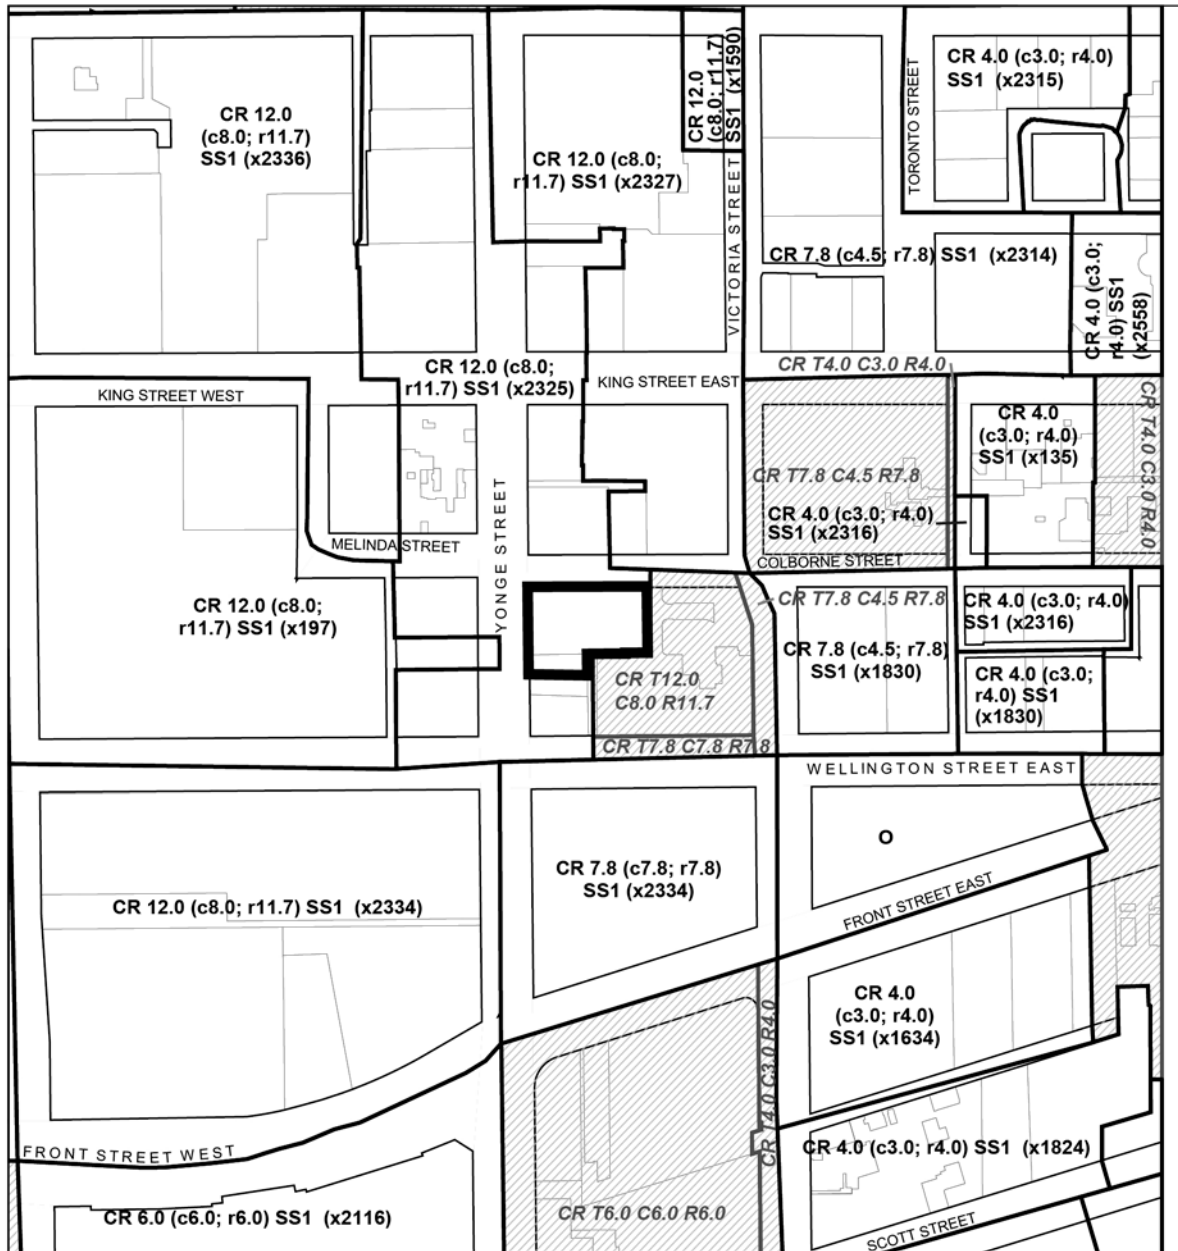 CR 12.0
(c8.0; r11.7)
SS1 (x2336)
CR 12.0 (c8.0;
r11.7) SS1 (x2327)
CR 12.0
(c8.0; r11.7)
SS1 (x1590)
VICTORIA STREET
TORONTO STREET
CR 4.0 (c3.0; r4.0)
SS1 (x2315)
CR 7.8 (c4.5; r7.8) SS1 (x2314)
CR 4.0 (c3.0;
r4.0) SS1
(x2558)
CR 12.0 (c8.0;
r11.7) SS1 (x2325)
KING STREET WEST
KING STREET EAST
CR T4.0 C3.0 R4.0
CR T7.8 C4.5 R7.8
CR 4.0 (c3.0; r4.0)
SS1 (x2316)
CR 4.0
(c3.0; r4.0)
SS1 (x135)
CR T4.0 C3.0 R4.0
MELINDA STREET
YONGE STREET
COLBORNE STREET
CR 12.0 (c8.0;
r11.7) SS1 (x197)
CR T7.8 C4.5 R7.8
CR T12.0
C8.0 R11.7
CR T7.8 C7.8 R7.8
CR 7.8 (c4.5; r7.8)
SS1 (x1830)
CR 4.0 (c3.0; r4.0)
SS1 (x2316)
CR 4.0 (c3.0;
r4.0) SS1
(x1830)
WELLINGTON STREET EAST
O
CR 12.0 (c8.0; r11.7) SS1 (x2334)
CR 7.8 (c7.8; r7.8)
SS1 (x2334)
FRONT STREET EAST
CR 4.0
(c3.0; r4.0)
SS1 (x1634)
CR T4.0 C3.0 R4.0
FRONT STREET WEST
CR 4.0 (c3.0; r4.0) SS1 (x1824)
CR 6.0 (c6.0; r6.0) SS1 (x2116)
CR T6.0 C6.0 R6.0
SCOTT STREET